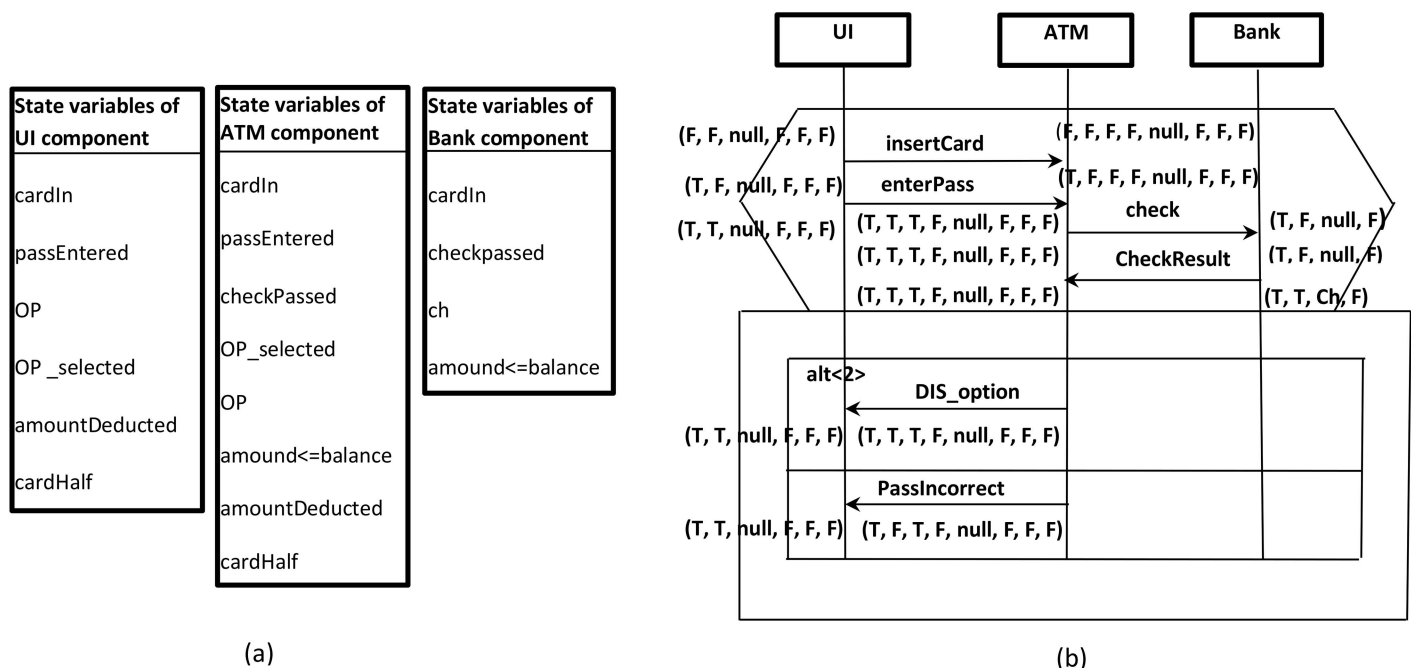 State variables of
UI component
cardIn
passEntered
OP
OP _selected
amountDeducted
cardHalf
State variables of
ATM component
cardIn
passEntered
checkPassed
OP_selected
OP
amound<=balance
amountDeducted
cardHalf
State variables of
Bank component
cardIn
checkpassed
ch
amound<=balance
(a)
UI
ATM
Bank
(F, F, null, F, F, F)
insertCard
(F, F, F, F, null, F, F, F)
(T, F, null, F, F, F)
enterPass
(T, F, F, F, null, F, F, F)
(T, T, null, F, F, F)
(T, T, T, F, null, F, F, F)
check
(T, F, null, F)
(T, T, T, F, null, F, F, F)
CheckResult
(T, F, null, F)
(T, T, T, F, null, F, F, F)
(T, T, Ch, F)
alt<2>
DIS_option
(T, T, null, F, F, F)
(T, T, T, F, null, F, F, F)
PassIncorrect
(T, T, null, F, F, F)
(T, F, T, F, null, F, F, F)
(b)